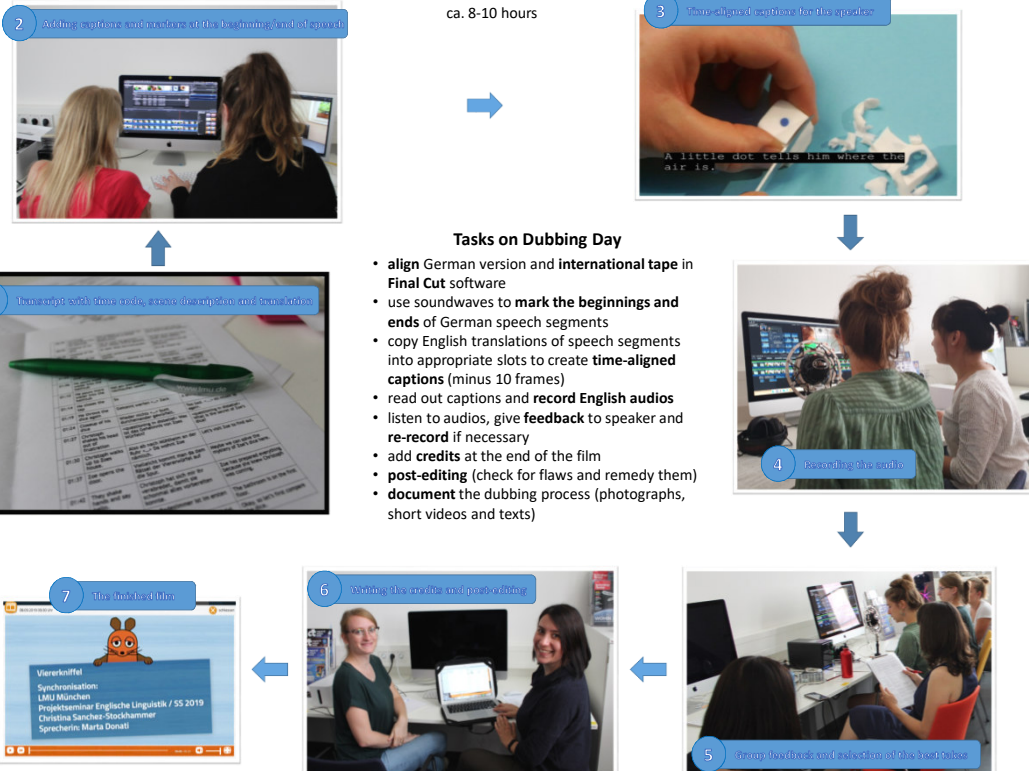 2 Adding captions and markers at the beginning/end of speech
ca. 8-10 hours
3 Time-aligned captions for the speaker
A little dot tells him where the
air is.
Transcript with time code, scene description and translation
Tasks on Dubbing Day
• align German version and international tape in
Final Cut software
• use soundwaves to mark the beginnings and
ends of German speech segments
• copy English translations of speech segments
into appropriate slots to create time-aligned
captions (minus 10 frames)
• read out captions and record English audios
• listen to audios, give feedback to speaker and
re-record if necessary
• add credits at the end of the film
• post-editing (check for flaws and remedy them)
• document the dubbing process (photographs,
short videos and texts)
4 Recording the audio
5 Group feedback and selection of the best takes
6 Writing the credits and post-editing
7 The finished film
Viererkniffel
Synchronisation:
LMU München
Projektseminar Englische Linguistik / SS 2019
Christina Sanchez-Stockhammer
Sprecherin: Marta Donati